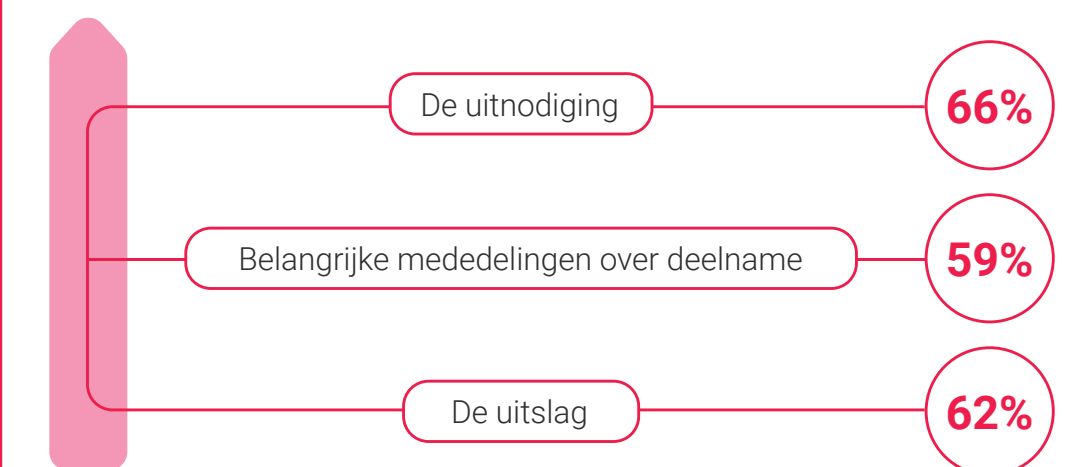 De uitnodiging
66%
Belangrijke mededelingen over deelname
59%
De uitslag
62%